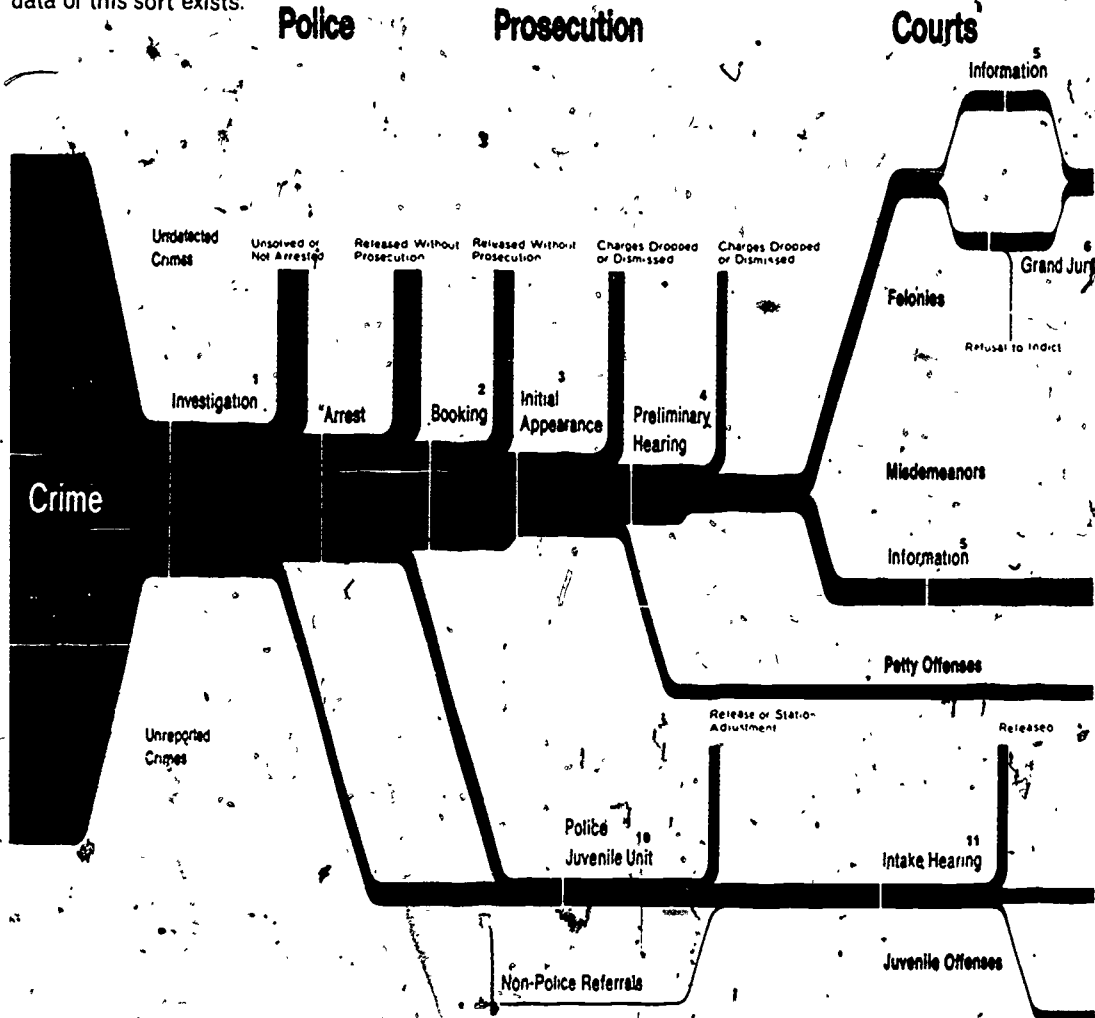 data of this sort exists.
Police
Prosecution
Courts
Information 5
Undetected
Crimes
Unsolved or
Not Arrested
Released Without
Prosecution
Released Without
Prosecution
Charges Dropped
or Dismissed
Charges Dropped
or Dismissed
6
Grand Jury
Felonies
Refusal to Indict
Investigation 1
Arrest
Booking 2
Initial 3
Appearance
Preliminary 4
Hearing
Misdemeanors
Crime
Information 5
Petty Offenses
Release or Station
Adjustment
Released
Unreported
Crimes
Police
Juvenile Unit 10
Intake Hearing 11
Non-Police Referrals
Juvenile Offenses